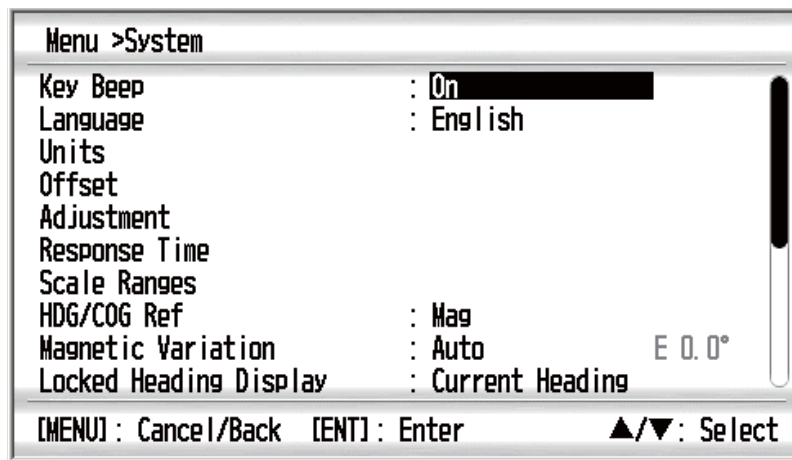 Menu >System
Key Beep : On
Language : English
Units
Offset
Adjustment
Response Time
Scale Ranges
HDG/COG Ref : Mag
Magnetic Variation : Auto E 0.0°
Locked Heading Display : Current Heading
[MENU] : Cancel/Back [ENT] : Enter ▲/▼: Select